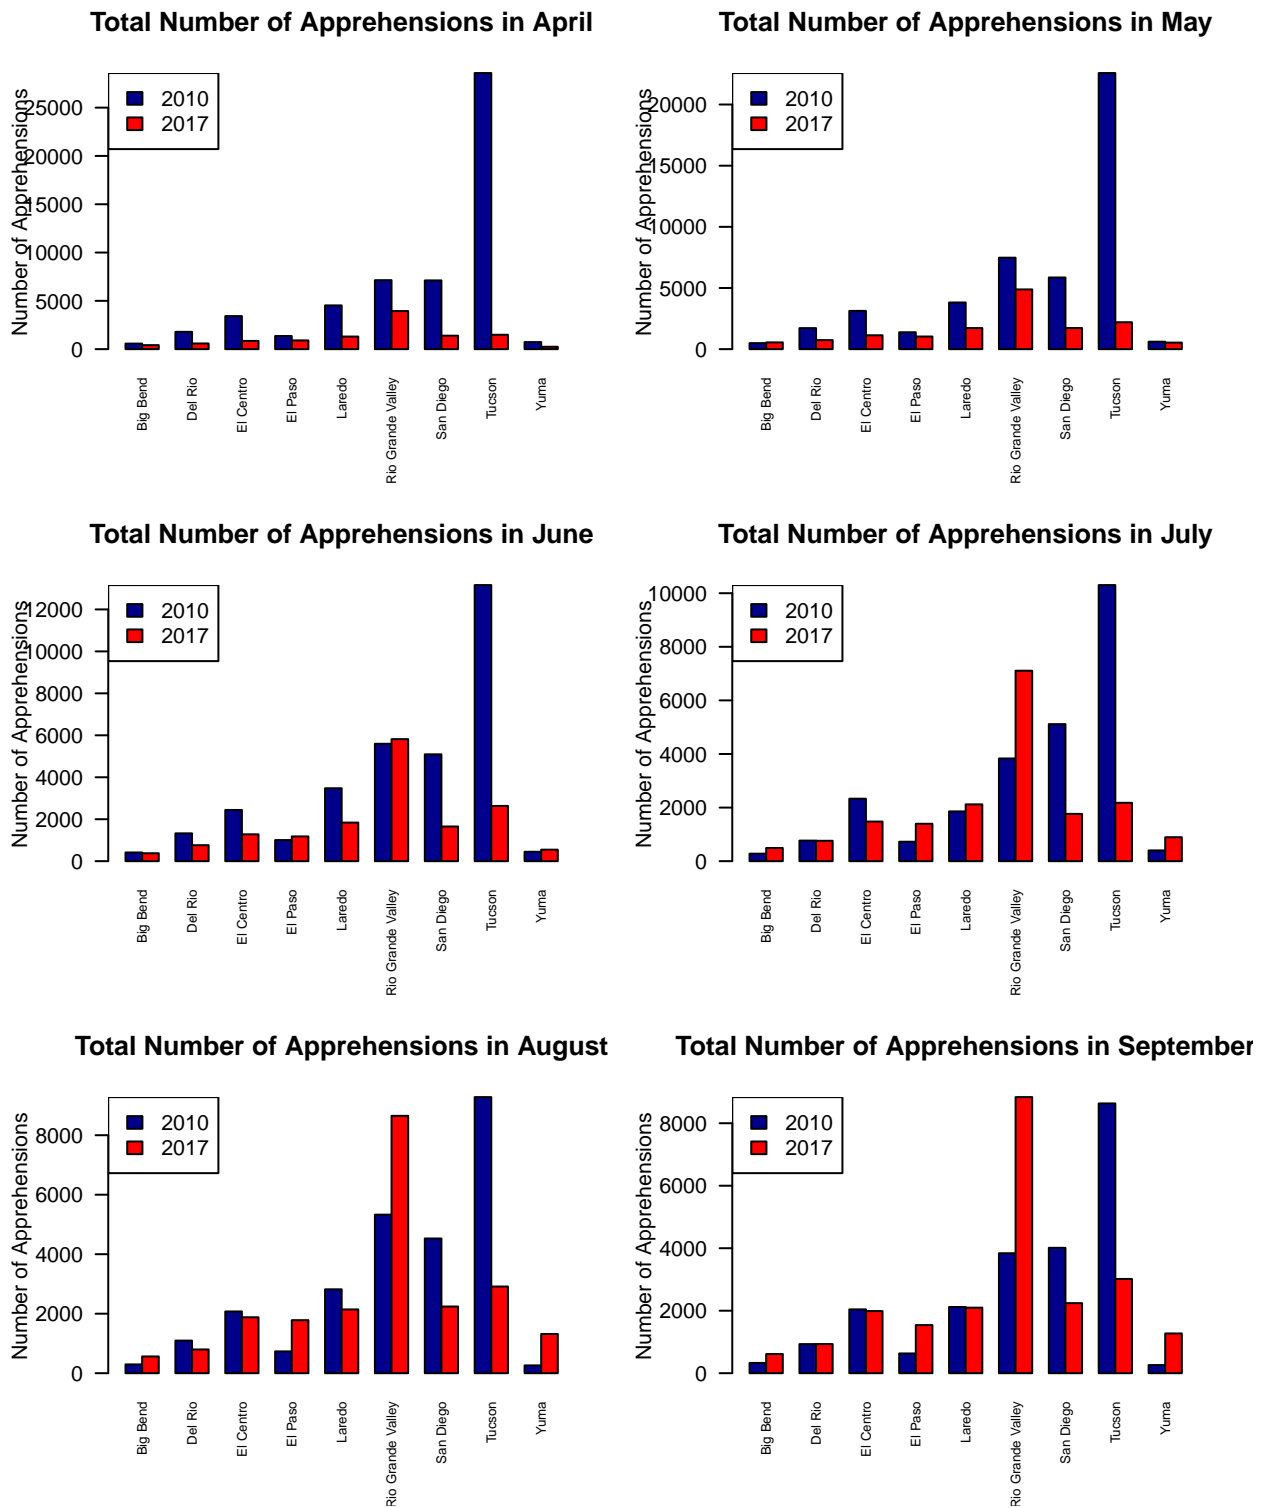 Total Number of Apprehensions in April
Number of Apprehensions
25000
20000
15000
10000
5000
0
2010
2017
Big Bend
Del Rio
El Centro
El Paso
Laredo
Rio Grande Valley
San Diego
Tucson
Yuma
Total Number of Apprehensions in May
Number of Apprehensions
20000
15000
10000
5000
0
2010
2017
Big Bend
Del Rio
El Centro
El Paso
Laredo
Rio Grande Valley
San Diego
Tucson
Yuma
Total Number of Apprehensions in June
Number of Apprehensions
12000
10000
8000
6000
4000
2000
0
2010
2017
Big Bend
Del Rio
El Centro
El Paso
Laredo
Rio Grande Valley
San Diego
Tucson
Yuma
Total Number of Apprehensions in July
Number of Apprehensions
10000
8000
6000
4000
2000
0
2010
2017
Big Bend
Del Rio
El Centro
El Paso
Laredo
Rio Grande Valley
San Diego
Tucson
Yuma
Total Number of Apprehensions in August
Number of Apprehensions
8000
6000
4000
2000
0
2010
2017
Big Bend
Del Rio
El Centro
El Paso
Laredo
Rio Grande Valley
San Diego
Tucson
Yuma
Total Number of Apprehensions in September
Number of Apprehensions
8000
6000
4000
2000
0
2010
2017
Big Bend
Del Rio
El Centro
El Paso
Laredo
Rio Grande Valley
San Diego
Tucson
Yuma